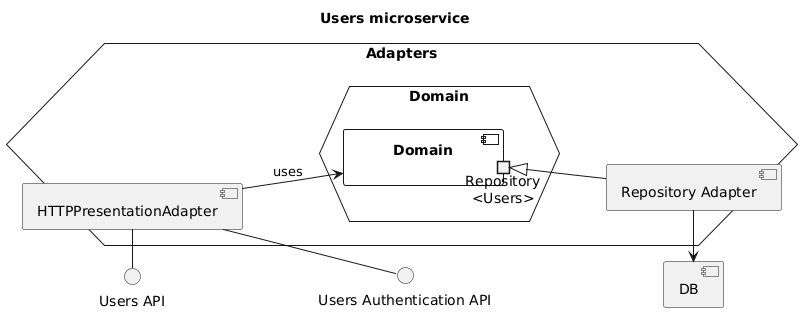 Users microservice
Adapters
Domain
Domain
uses
Repository
<Users>
Repository Adapter
HTTPPresentationAdapter
Users API
Users Authentication API
DB